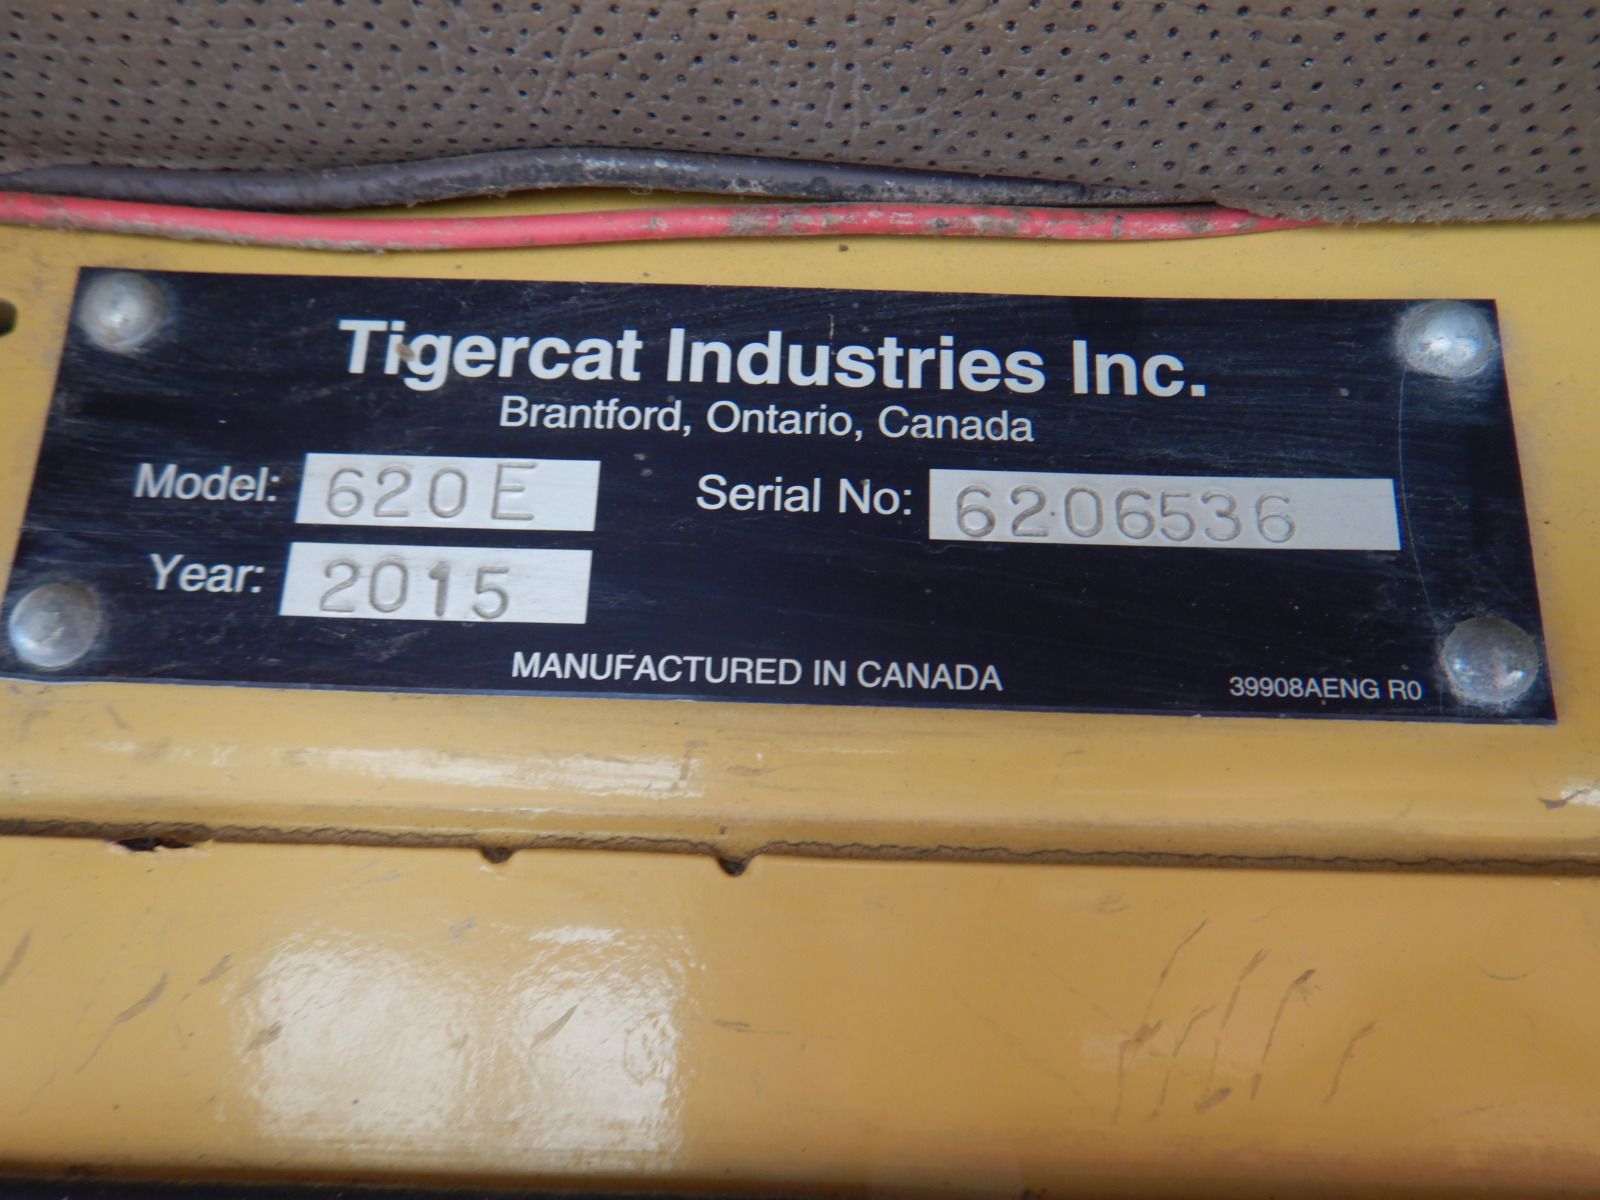 Tigercat Industries Inc.
Brantford, Ontario, Canada
Model: 620E Serial No: 6206536
Year: 2015
MANUFACTURED IN CANADA 39908AENG R0